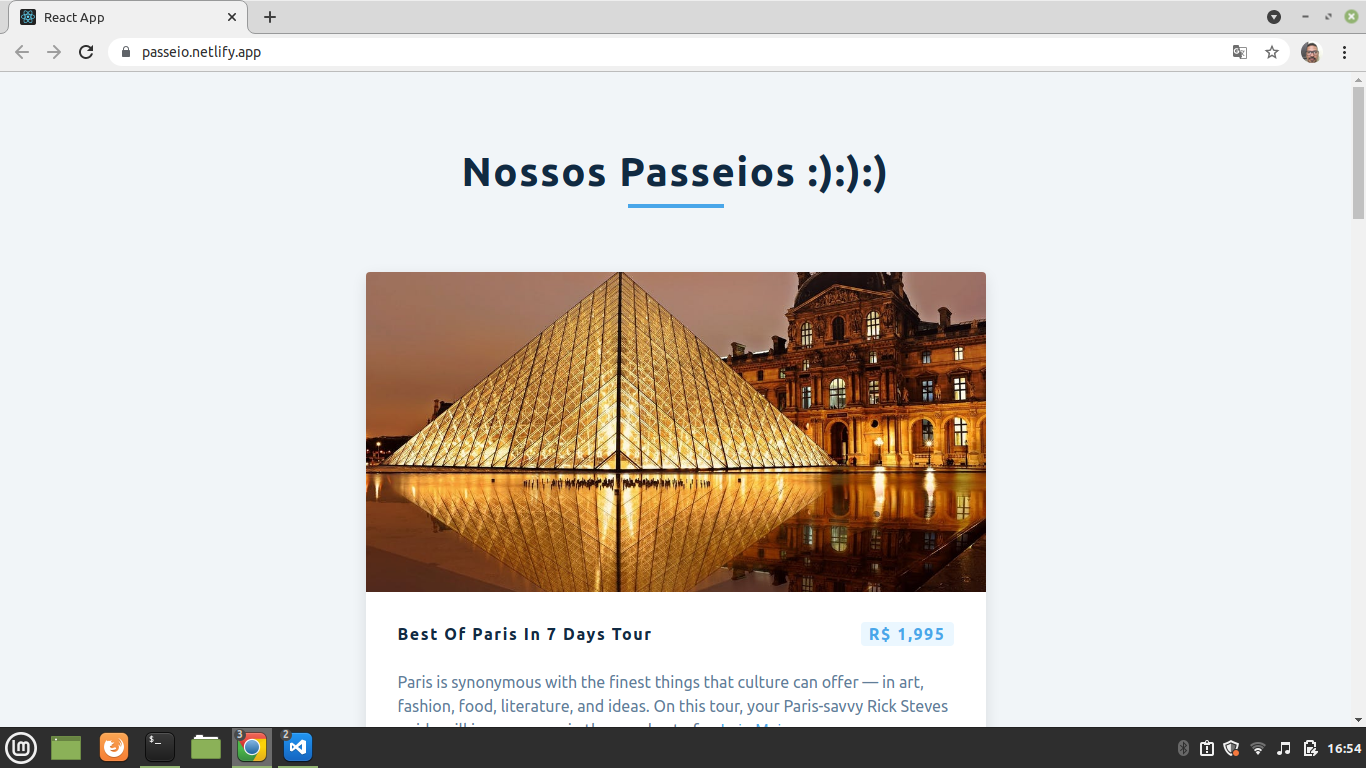 React App
passeio.netlify.app
Nossos Passeios :):):)
Best Of Paris In 7 Days Tour
R$ 1,995
Paris is synonymous with the finest things that culture can offer — in art,
fashion, food, literature, and ideas. On this tour, your Paris-savvy Rick Steves
3
2
16:54